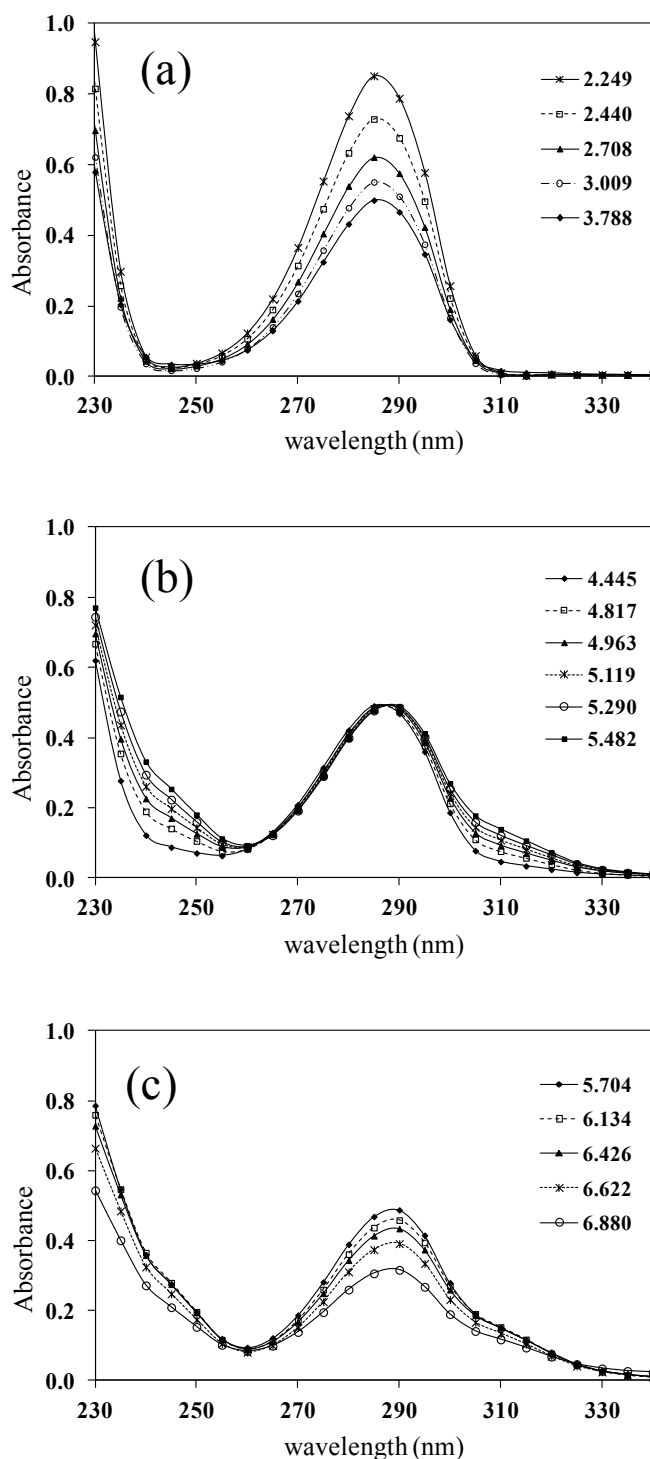 1.0
(a)
2.249
0.8
2.440
2.708
0.6
3.009
3.788
0.4
0.2
0.0
Absorbance
230 250 270 290 310 330
wavelength (nm)
1.0
(b)
4.445
0.8
4.817
4.963
0.6
5.119
5.290
0.4
5.482
0.2
0.0
Absorbance
230 250 270 290 310 330
wavelength (nm)
1.0
(c)
5.704
0.8
6.134
6.426
0.6
6.622
6.880
0.4
0.2
0.0
Absorbance
230 250 270 290 310 330
wavelength (nm)